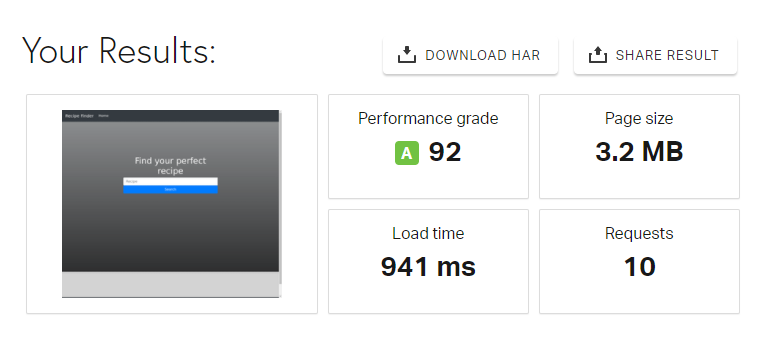 Your Results:
DOWNLOAD HAR
SHARE RESULT
Recipe Finder Home
Find your perfect
recipe
Recipe
Search
Performance grade
A 92
Page size
3.2 MB
Load time
941 ms
Requests
10